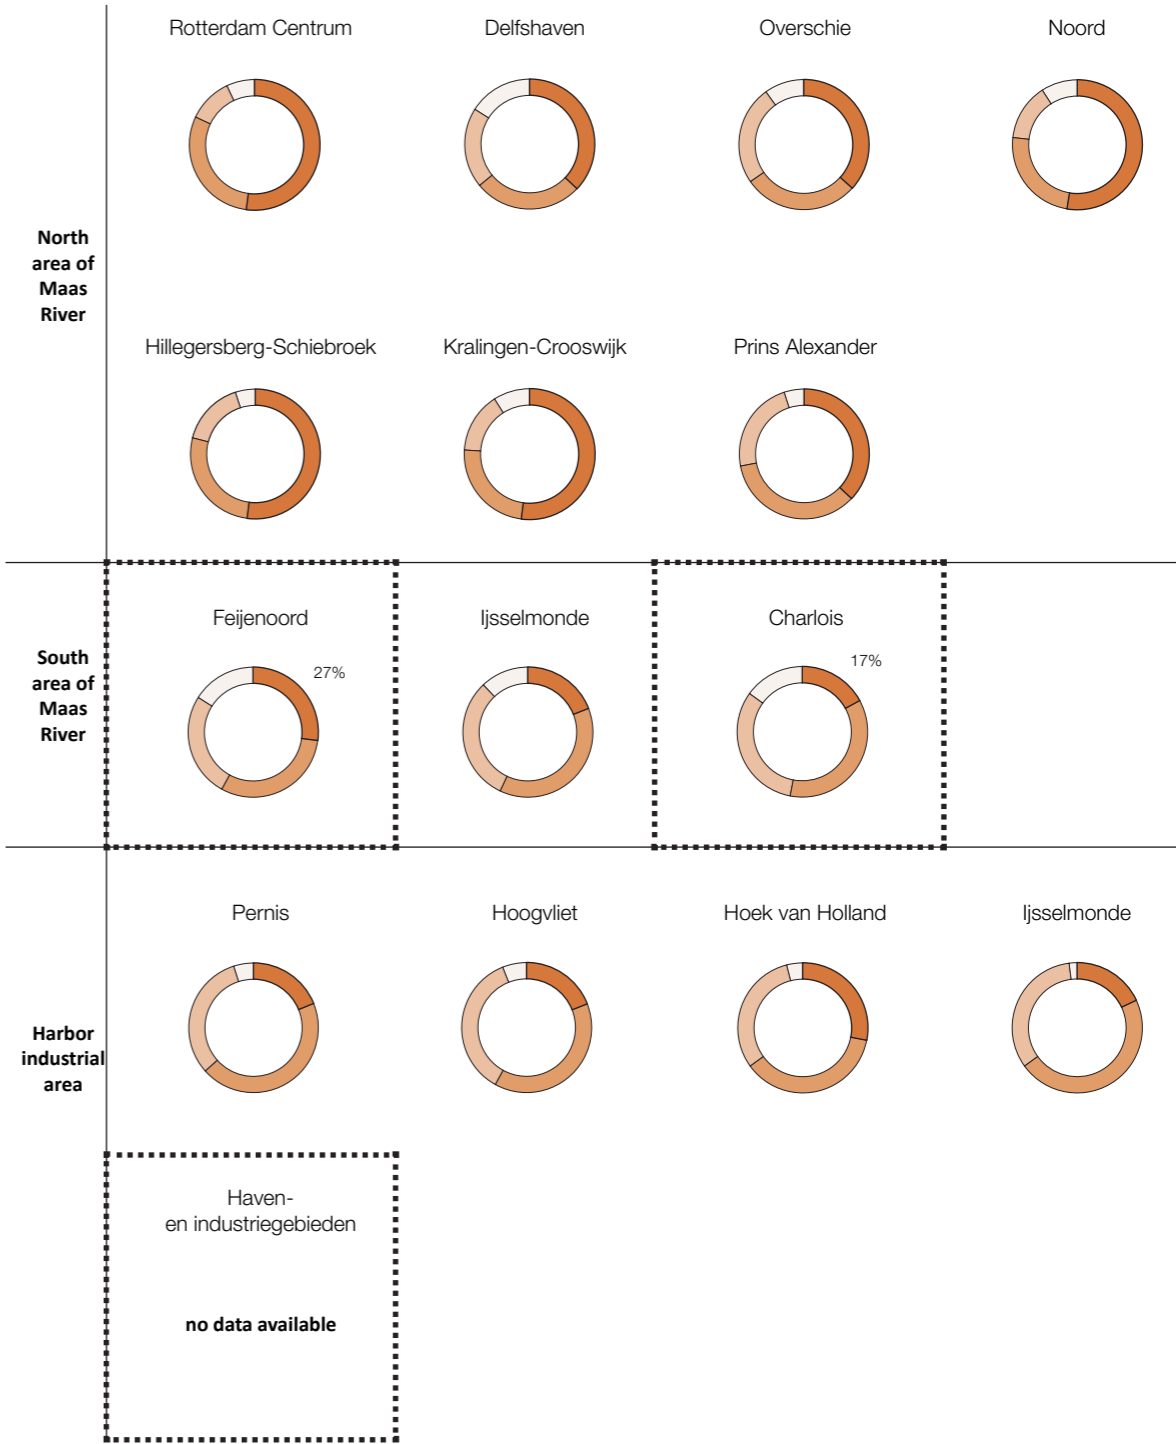 Rotterdam Centrum
Delfshaven
Overschie
Noord
North
area of
Maas
River
Hillegersberg-Schiebroek
Kralingen-Crooswijk
Prins Alexander
Feijenoord
Ijsselmonde
Charlois
27%
17%
South
area of
Maas
River
Pernis
Hoogvliet
Hoek van Holland
Ijsselmonde
Harbor
industrial
area
Haven-
en industriegebieden
no data available